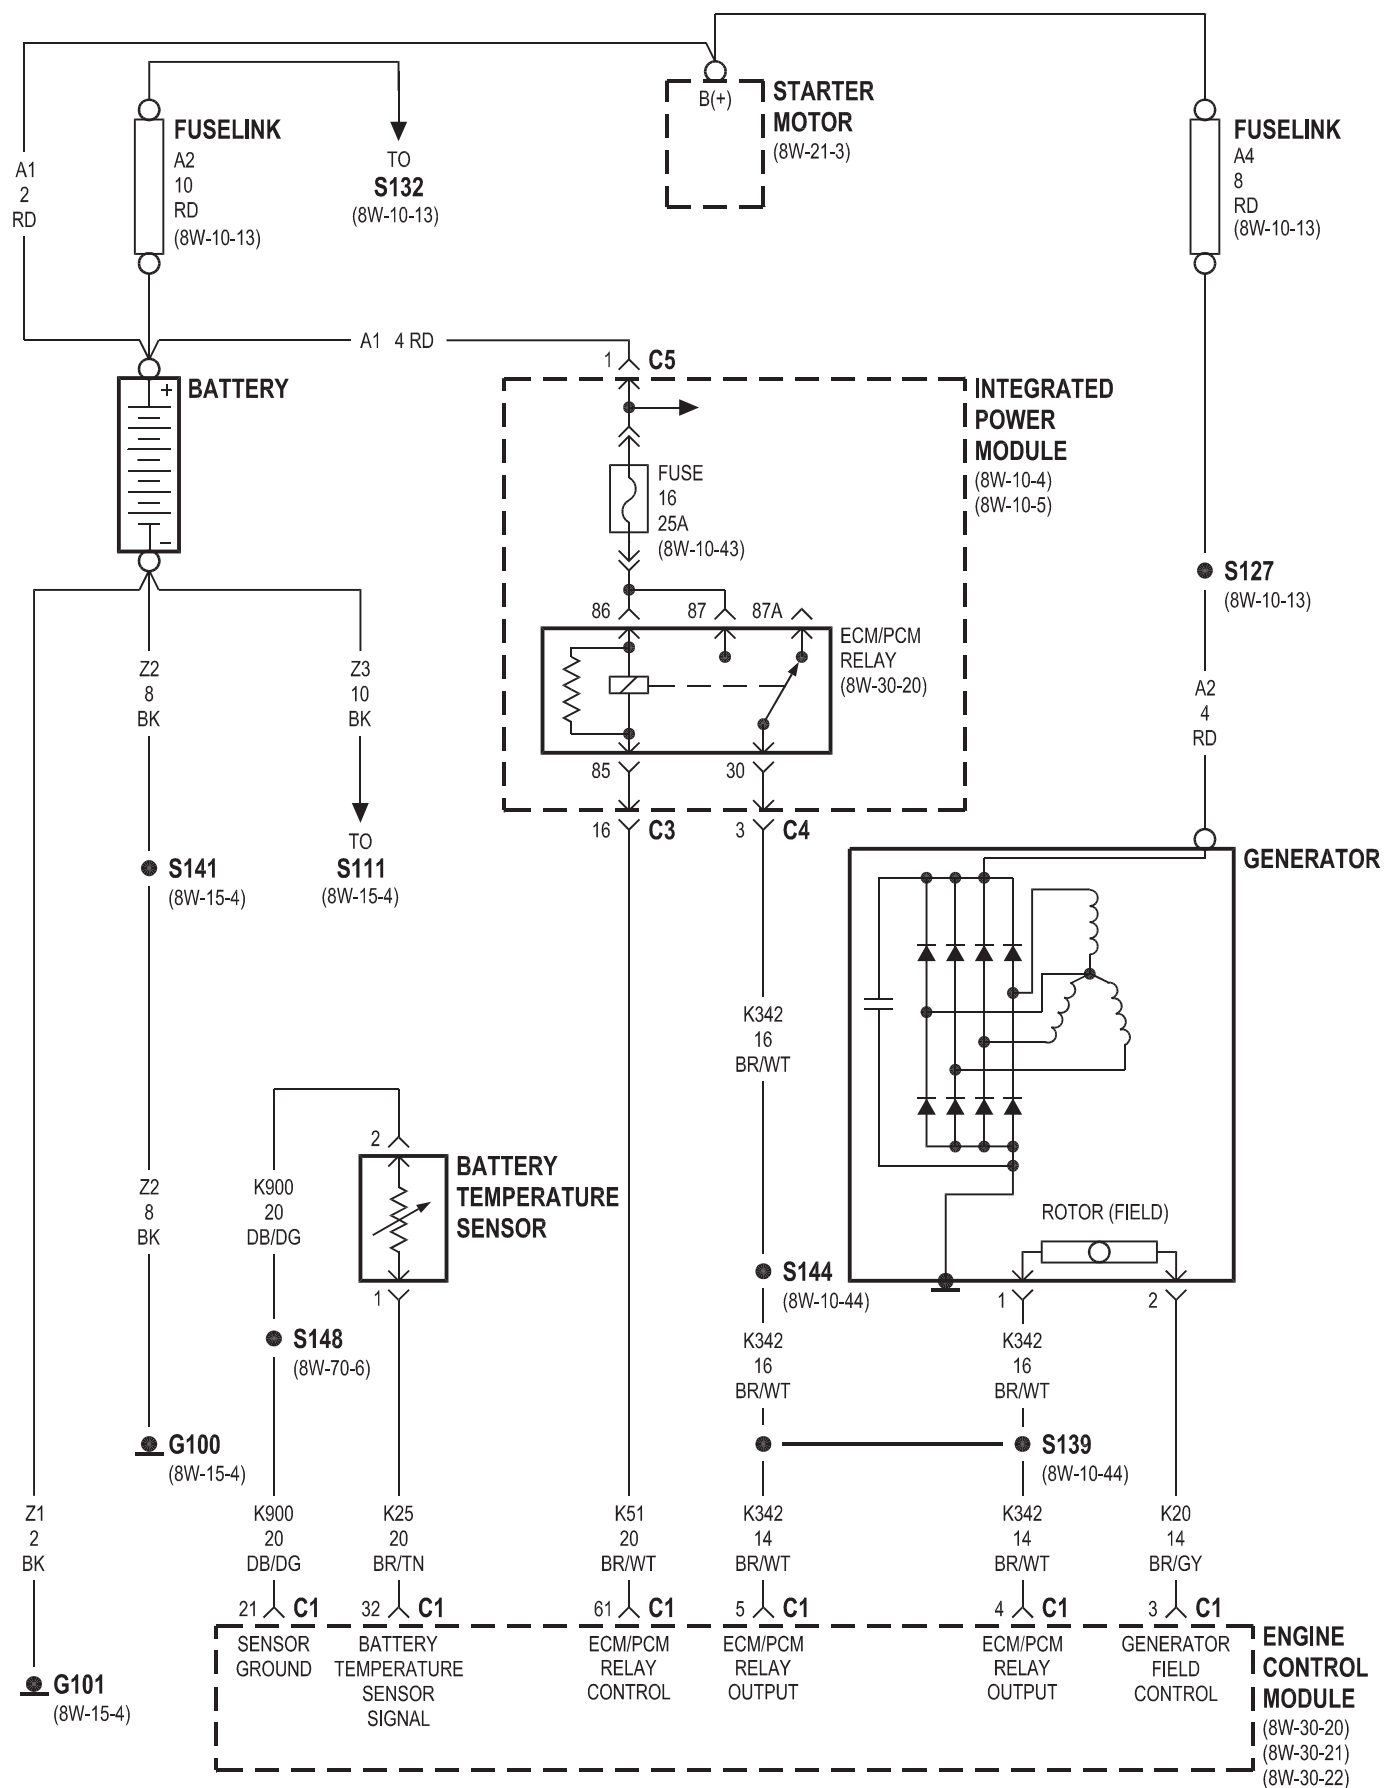 B(+)
STARTER
MOTOR
(8W-21-3)
FUSELINK
A2
10
RD
(8W-10-13)
TO
S132
(8W-10-13)
FUSELINK
A4
8
RD
(8W-10-13)
A1
2
RD
A1 4 RD
1 C5
BATTERY
+
−
INTEGRATED
POWER
MODULE
(8W-10-4)
(8W-10-5)
FUSE
16
25A
(8W-10-43)
S127
(8W-10-13)
86 87 87A
ECM/PCM
RELAY
(8W-30-20)
Z2
8
BK
Z3
10
BK
A2
4
RD
85 30
16 C3
3 C4
TO
S111
(8W-15-4)
S141
(8W-15-4)
GENERATOR
K342
16
BR/WT
2
BATTERY
TEMPERATURE
SENSOR
1
Z2
8
BK
K900
20
DB/DG
ROTOR (FIELD)
S144
(8W-10-44)
1 2
S148
(8W-70-6)
K342
16
BR/WT
K342
16
BR/WT
G100
(8W-15-4)
S139
(8W-10-44)
Z1
2
BK
K900
20
DB/DG
K25
20
BR/TN
K51
20
BR/WT
K342
14
BR/WT
K342
14
BR/WT
K20
14
BR/GY
21 C1
32 C1
61 C1
5 C1
4 C1
3 C1
SENSOR
GROUND
BATTERY
TEMPERATURE
SENSOR
SIGNAL
ECM/PCM
RELAY
CONTROL
ECM/PCM
RELAY
OUTPUT
ECM/PCM
RELAY
OUTPUT
GENERATOR
FIELD
CONTROL
ENGINE
CONTROL
MODULE
(8W-30-20)
(8W-30-21)
(8W-30-22)
G101
(8W-15-4)